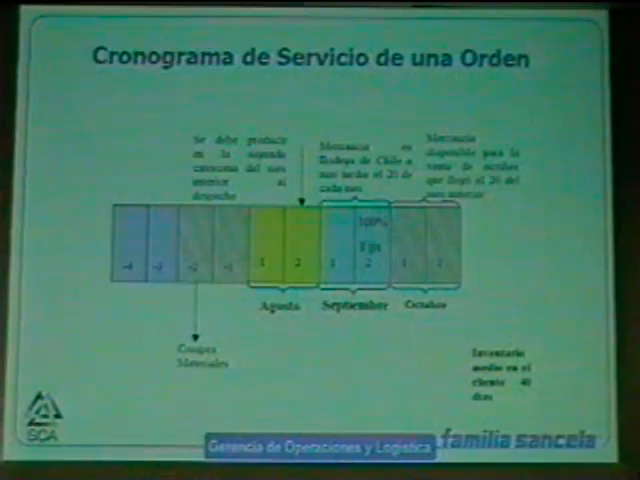 Cronograma de Servicio de una Orden
Se debe producir
en la segunda
catorcena del mes
anterior al
despacho
Mercancia en
Bodega de Chile a
mas tardar el 20 de
cada mes
Mercancia
disponible para la
venta de octubre
que llegó el 20 del
mes anterior
-4 -3 -2 -1 1 2 1 2 1 2
100%
Fijo
Agosto Septiembre Octubre
Compra
Materiales
Inventario
medio en el
cliente 40
dias
SCA
Gerencia de Operaciones y Logística
familia sancela